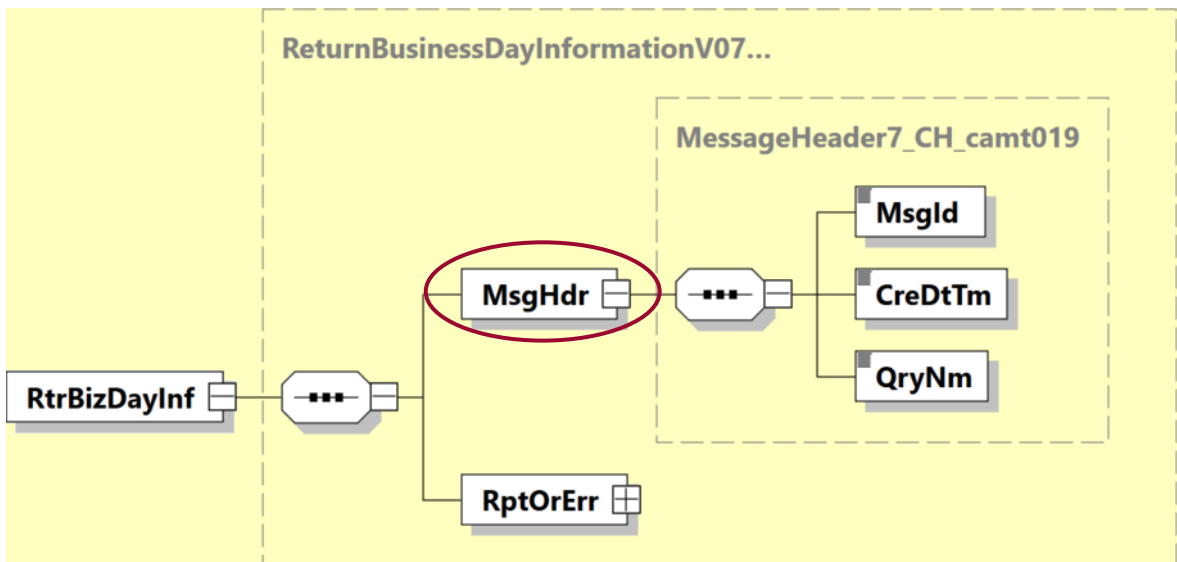 ReturnBusinessDayInformationV07...
MessageHeader7_CH_camt019
MsgId
MsgHdr
CreDtTm
QryNm
RtrBizDayInf
RptOrErr